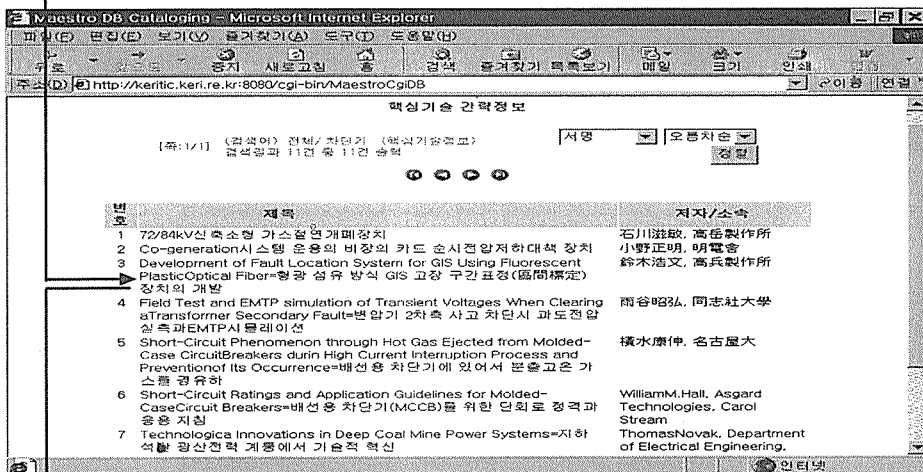 Maestro DB Cataloging - Microsoft Internet Explorer
파일(F) 편집(E) 보기(V) 즐겨찾기(A) 도구(T) 도움말(H)
뒤로 중지 새로고침 홈 검색 즐겨찾기 목록보기 메일 크기 인쇄
주소(D) http://keritic.keri.re.kr:8080/cgi-bin/MaestroCgiDB 이동 연결
핵심기술 간략정보
[쪽:1/1] (검색어) 전체/차단기 (핵심기술정보) 서명 오름차순
검색결과 11건 중 11건 출력 정렬
번호 제목 저자/소속
1 72/84kV신 축소형 가스절연개폐장치 石川滋敏, 高岳製作所
2 Co-generation시스템 운용의 비장의 카드 순시전압저하대책 장치 小野正明, 明電舍
3 Development of Fault Location System for GIS Using Fluorescent 鈴木浩文, 高兵製作所
PlasticOptical Fiber=형광 섬유 방식 GIS 고장 구간표정(區間標定)
장치의 개발
4 Field Test and EMTP simulation of Transient Voltages When Clearing 雨谷昭弘, 同志社大學
aTransformer Secondary Fault=변압기 2차측 사고 차단시 과도전압
실측과EMTP시뮬레이션
5 Short-Circuit Phenomenon through Hot Gas Ejected from Molded- 橫水康伸, 名古屋大
Case CircuitBreakers durin High Current Interruption Process and
Preventionof Its Occurrence=배선용 차단기에 있어서 분출고온 가
스를 경유하
6 Short-Circuit Ratings and Application Guidelines for Molded- WilliamM.Hall, Asgard
CaseCircuit Breakers=배선용 차단기(MCCB)를 위한 단회로 정격과 Technologies, Carol
응용 지침 Stream
7 Technologica Innovations in Deep Coal Mine Power Systems=지하 ThomasNovak, Department
석탈 광산전력 계통에서 기술적 혁신 of Electrical Engineering,
인터넷